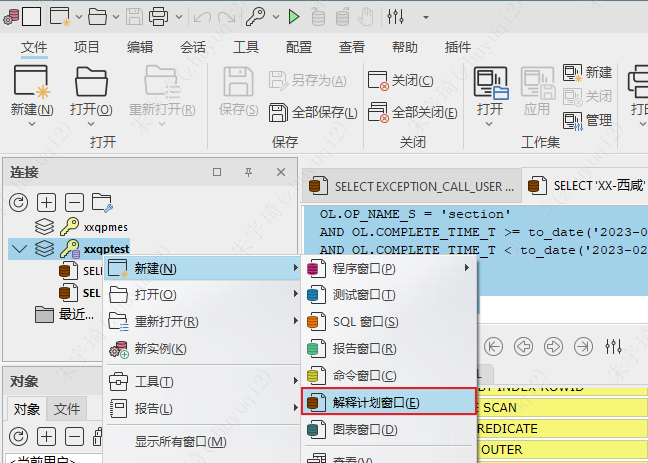 文件 项目 编辑 会话 工具 配置 查看 帮助 插件
新建(N) 打开(O) 重新打开(R) 保存(S) 另存为(A) 全部保存(L) 关闭(C) 全部关闭(E) 打开 应用 新建 关闭 管理
打开 保存 关闭 工作集
连接
SELECT EXCEPTION_CALL_USER ... SELECT 'XX-西咸
xxqpmes
xxqptest
SEL
最近...
OL.OP_NAME_S = 'section'
AND OL.COMPLETE_TIME_T >= to_date('2023-0
AND OL.COMPLETE_TIME_T < to_date('2023-02
新建(N)
打开(O)
重新打开(R)
新实例(K)
工具(T)
报告(L)
显示所有窗口(M)
程序窗口(P)
测试窗口(T)
SQL 窗口(S)
报告窗口(R)
命令窗口(C)
解释计划窗口(E)
图表窗口(D)
查看(V)
对象
对象 文件
<当前用户>
BY INDEX ROWID
SCAN
REDICATE
OUTER